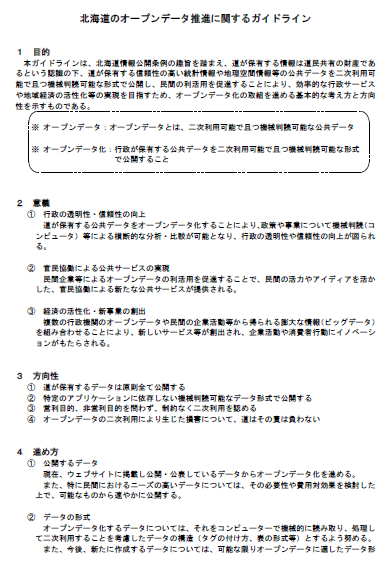 北海道のオープンデータ推進に関するガイドライン
1 目的
本ガイドラインは、北海道情報公開条例の趣旨を踏まえ、道が保有する情報は道民共有の財産であ
るという認識の下、道が保有する信頼性の高い統計情報や地理空間情報等の公共データを二次利用可
能で且つ機械判読可能な形式で公開し、民間の利活用を促進することにより、効率的な行政サービス
や地域経済の活性化等の実現を目指すため、オープンデータ化の取組を進める基本的な考え方と方向
性を示すものである。
※ オープンデータ：オープンデータとは、二次利用可能で且つ機械判読可能な公共データ
※ オープンデータ化：行政が保有する公共データを二次利用可能で且つ機械判読可能な形式
で公開すること
2 意義
① 行政の透明性・信頼性の向上
道が保有する公共データをオープンデータ化することにより、政策や事業について機械判読(コ
ンピュータ) 等による横断的な分析・比較が可能となり、行政の透明性や信頼性の向上が図られ
る。
② 官民協働による公共サービスの実現
民間企業等によるオープンデータの利活用を促進することで、民間の活力やアイディアを活か
した、官民協働による新たな公共サービスが提供される。
③ 経済の活性化・新事業の創出
複数の行政機関のオープンデータや民間の企業活動等から得られる膨大な情報(ビッグデータ)
を組み合わせることにより、新しいサービス等が創出され、企業活動や消費者行動にイノベーシ
ョンがもたらされる。
3 方向性
① 道が保有するデータは原則全て公開する
② 特定のアプリケーションに依存しない機械判読可能なデータ形式で公開する
③ 営利目的、非営利目的を問わず、制約なく二次利用を認める
④ オープンデータの二次利用により生じた損害について、道はその責は負わない
4 進め方
① 公開するデータ
現在、ウェブサイトに掲載し公開・公表しているデータからオープンデータ化を進める。
また、特に民間におけるニーズの高いデータについては、その必要性や費用対効果を検討した
上で、可能なものから速やかに公開する。
② データの形式
オープンデータ化するデータについては、それをコンピューターで機械的に読み取り、処理し
て二次利用することを考慮したデータの構造（タグの付け方、表の形式等）とするよう努める。
また、今後、新たに作成するデータについては、可能な限りオープンデータに適したデータ形